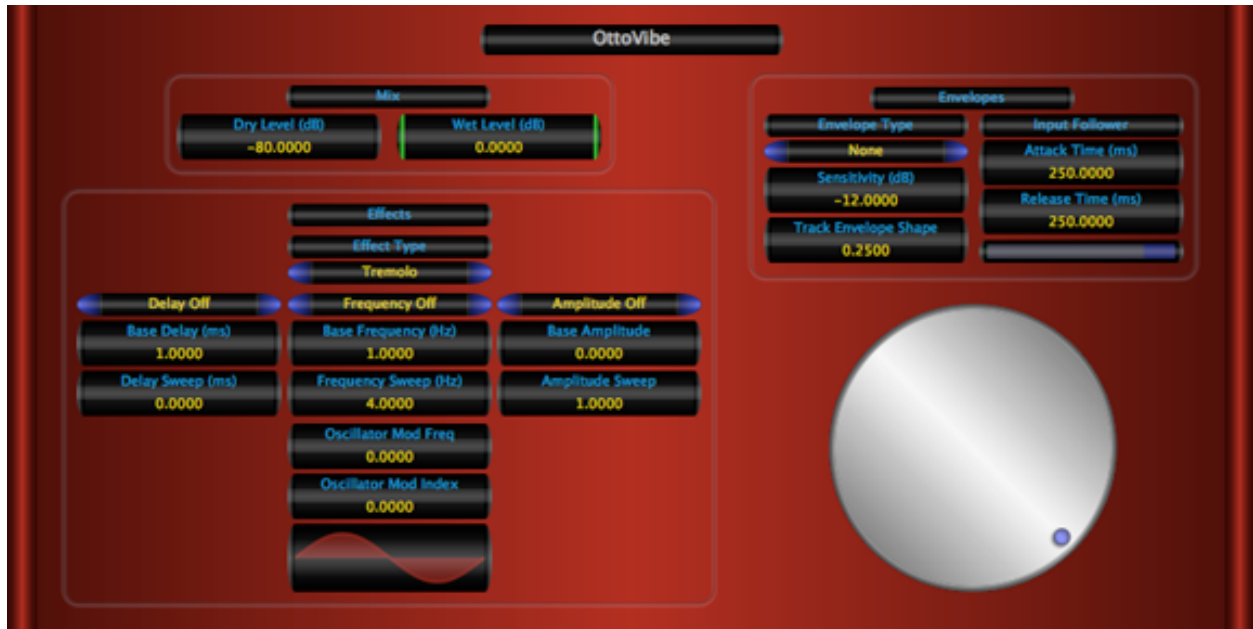 OttoVibe
Mix
Dry Level (dB)
-80.0000
Wet Level (dB)
0.0000
Envelopes
Envelope Type
None
Sensitivity (dB)
-12.0000
Track Envelope Shape
0.2500
Input Follower
Attack Time (ms)
250.0000
Release Time (ms)
250.0000
Effects
Effect Type
Tremolo
Delay Off
Base Delay (ms)
1.0000
Delay Sweep (ms)
0.0000
Frequency Off
Base Frequency (Hz)
1.0000
Frequency Sweep (Hz)
4.0000
Oscillator Mod Freq
0.0000
Oscillator Mod Index
0.0000
Amplitude Off
Base Amplitude
0.0000
Amplitude Sweep
1.0000